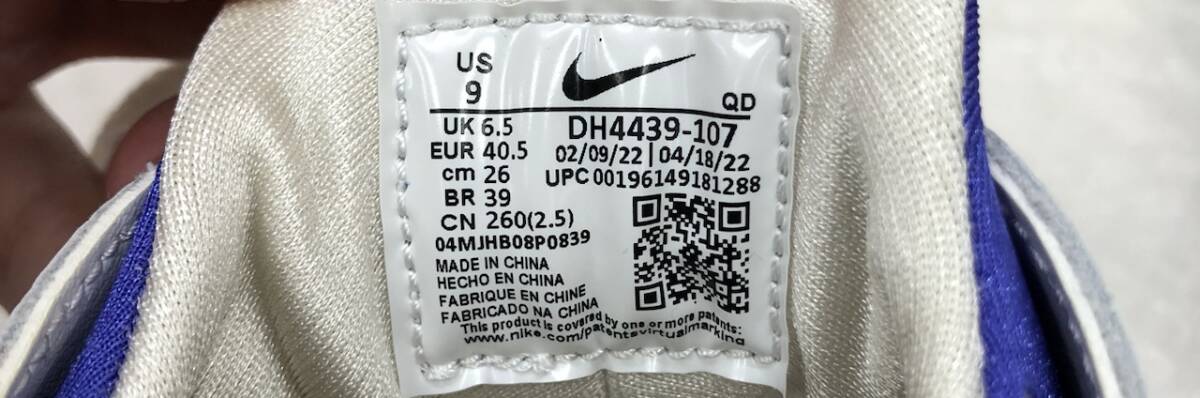 US
9
QD
UK 6.5
EUR 40.5
cm 26
BR 39
CN 260(2.5)
DH4439-107
02/09/22 | 04/18/22
UPC 00196149181288
04MJHB08P0839
MADE IN CHINA
HECHO EN CHINA
FABRIQUE EN CHINE
FABRICADO NA CHINA
This product is covered by one or more patents:
www.nike.com/patentsvirtualmarking